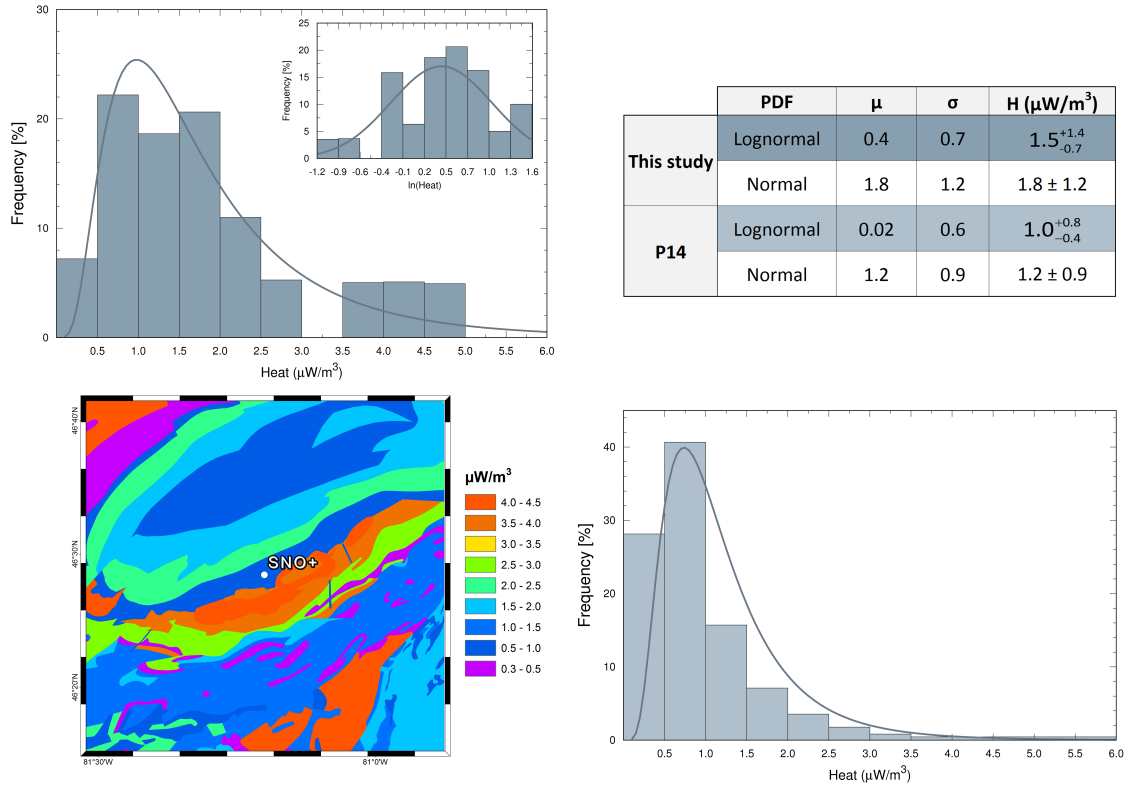 30
20
10
0
Frequency [%]
0.5 1.0 1.5 2.0 2.5 3.0 3.5 4.0 4.5 5.0 5.5 6.0
Heat (μW/m³)
25
20
15
10
5
0
Frequency [%]
-1.2 -0.9 -0.6 -0.4 -0.1 0.2 0.5 0.7 1.0 1.3 1.6
ln(Heat)
PDF μ σ H (μW/m³)
This study
Lognormal 0.4 0.7 1.5 +1.4 -0.7
Normal 1.8 1.2 1.8 ± 1.2
P14
Lognormal 0.02 0.6 1.0 +0.8 −0.4
Normal 1.2 0.9 1.2 ± 0.9
46°40'N
46°30'N
46°20'N
81°30'W 81°0'W
SNO+
μW/m³
4.0 - 4.5
3.5 - 4.0
3.0 - 3.5
2.5 - 3.0
2.0 - 2.5
1.5 - 2.0
1.0 - 1.5
0.5 - 1.0
0.3 - 0.5
40
30
20
10
0
Frequency [%]
0.5 1.0 1.5 2.0 2.5 3.0 3.5 4.0 4.5 5.0 5.5 6.0
Heat (μW/m³)